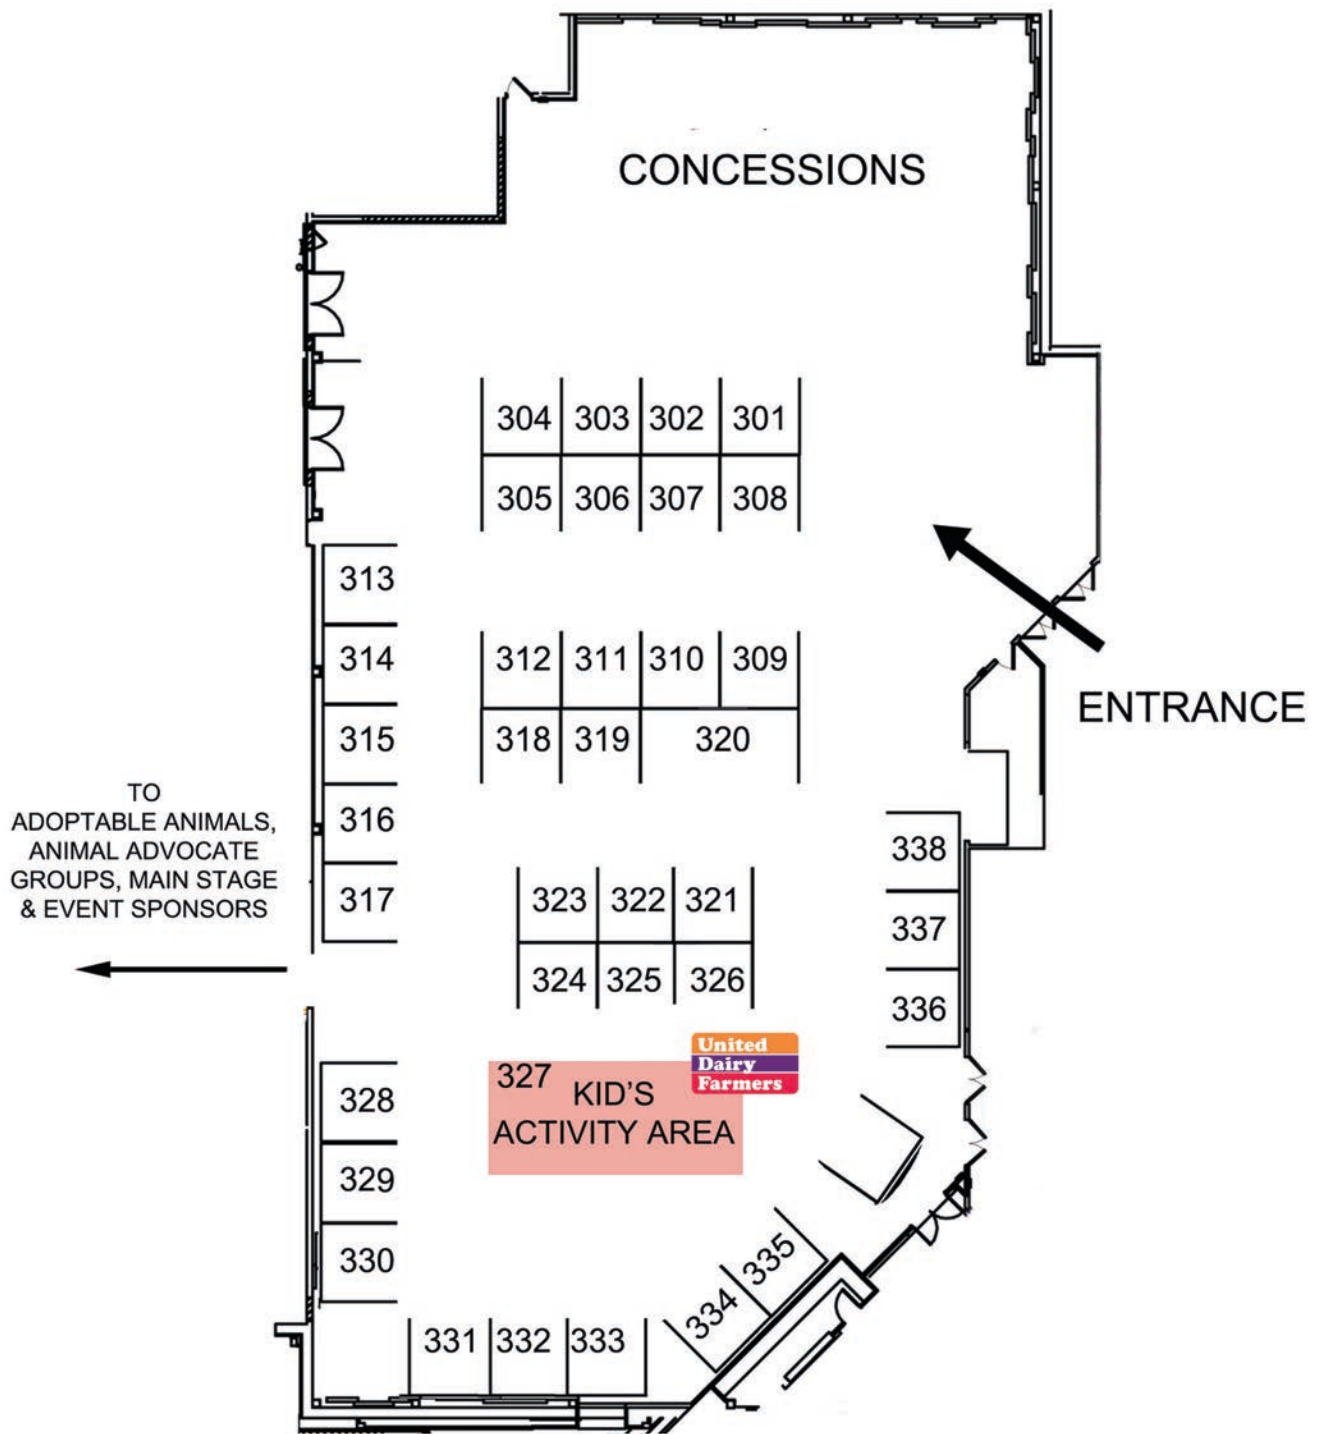 CONCESSIONS
304 303 302 301
305 306 307 308
313
314
315
316
317
312 311 310 309
318 319 320
ENTRANCE
TO
ADOPTABLE ANIMALS,
ANIMAL ADVOCATE
GROUPS, MAIN STAGE
& EVENT SPONSORS
323 322 321
324 325 326
338
337
336
United
Dairy
Farmers
327
KID'S
ACTIVITY AREA
328
329
330
331 332 333
334
335